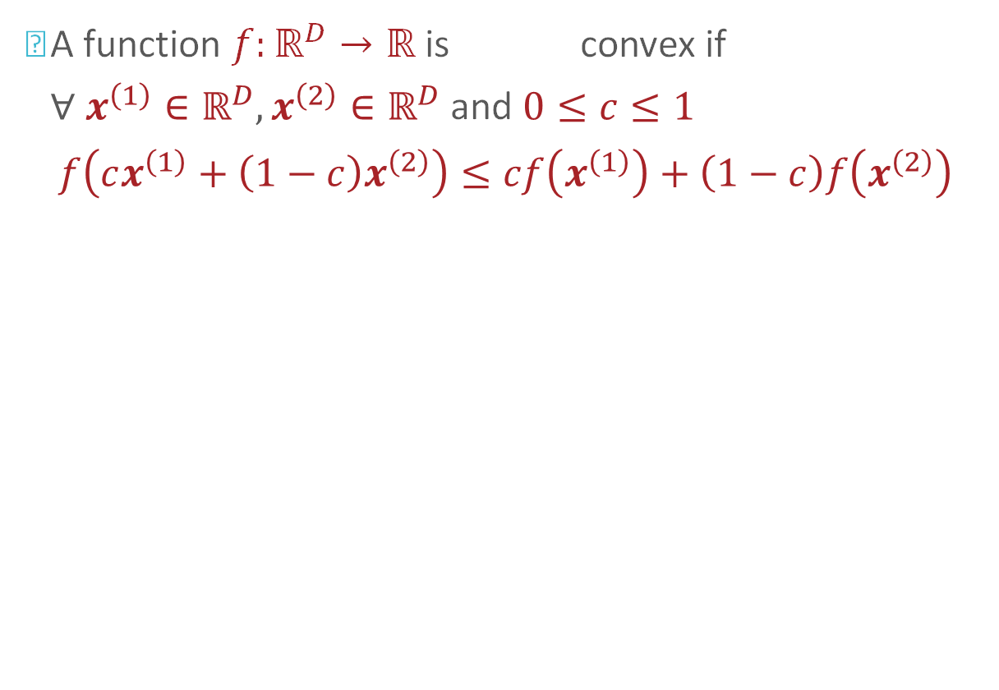 A function 𝑓: ℝ^𝐷 → ℝ is convex if
∀ 𝒙^(1) ∈ ℝ^𝐷, 𝒙^(2) ∈ ℝ^𝐷 and 0 ≤ 𝑐 ≤ 1
𝑓(𝑐𝒙^(1) + (1 − 𝑐)𝒙^(2)) ≤ 𝑐𝑓(𝒙^(1)) + (1 − 𝑐)𝑓(𝒙^(2))